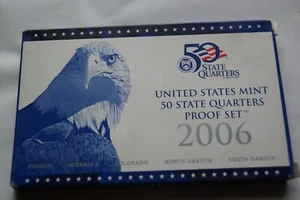 50
STATE
QUARTERS
UNITED STATES MINT
50 STATE QUARTERS
PROOF SET™
2006
NEVADA NEBRASKA COLORADO NORTH DAKOTA SOUTH DAKOTA